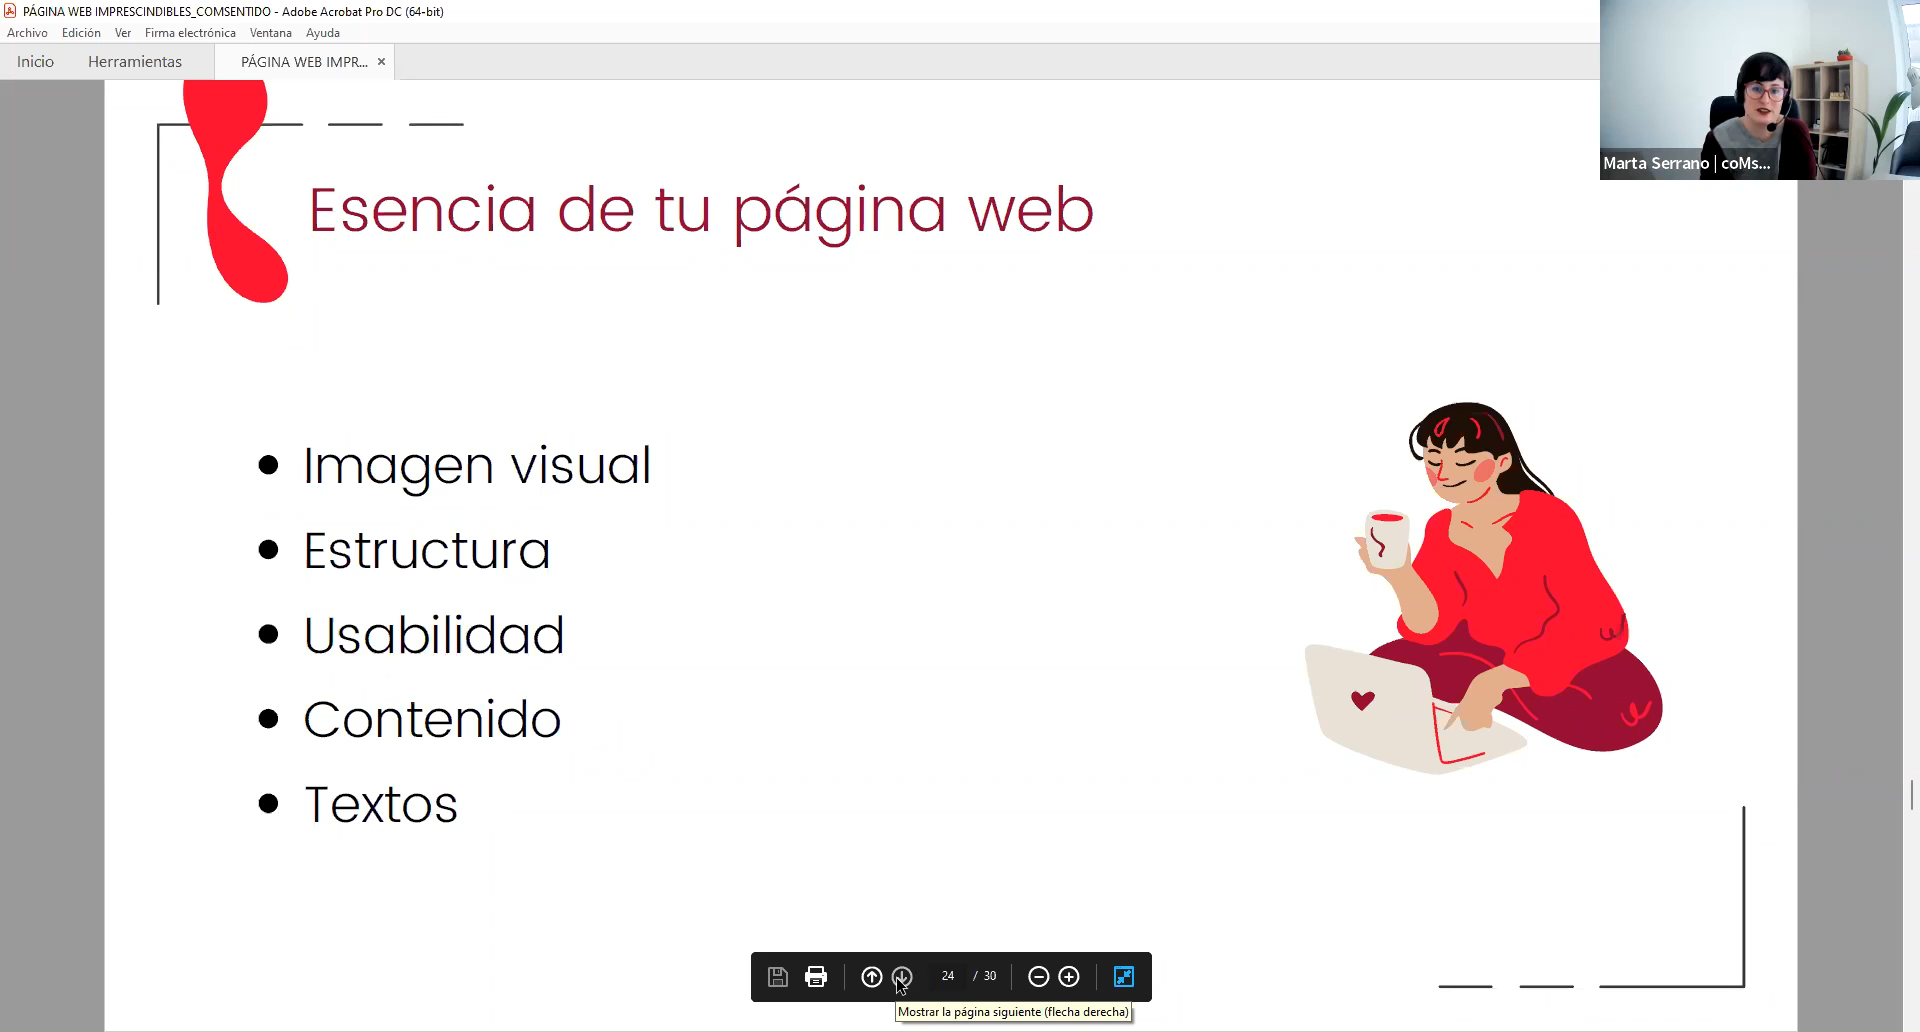 PÁGINA WEB IMPRESCINDIBLES_COMSENTIDO - Adobe Acrobat Pro DC (64-bit)
Archivo Edición Ver Firma electrónica Ventana Ayuda
Inicio Herramientas PÁGINA WEB IMPR... ×
Marta Serrano | coMs...
Esencia de tu página web
• Imagen visual
• Estructura
• Usabilidad
• Contenido
• Textos
24 / 30
Mostrar la página siguiente (flecha derecha)